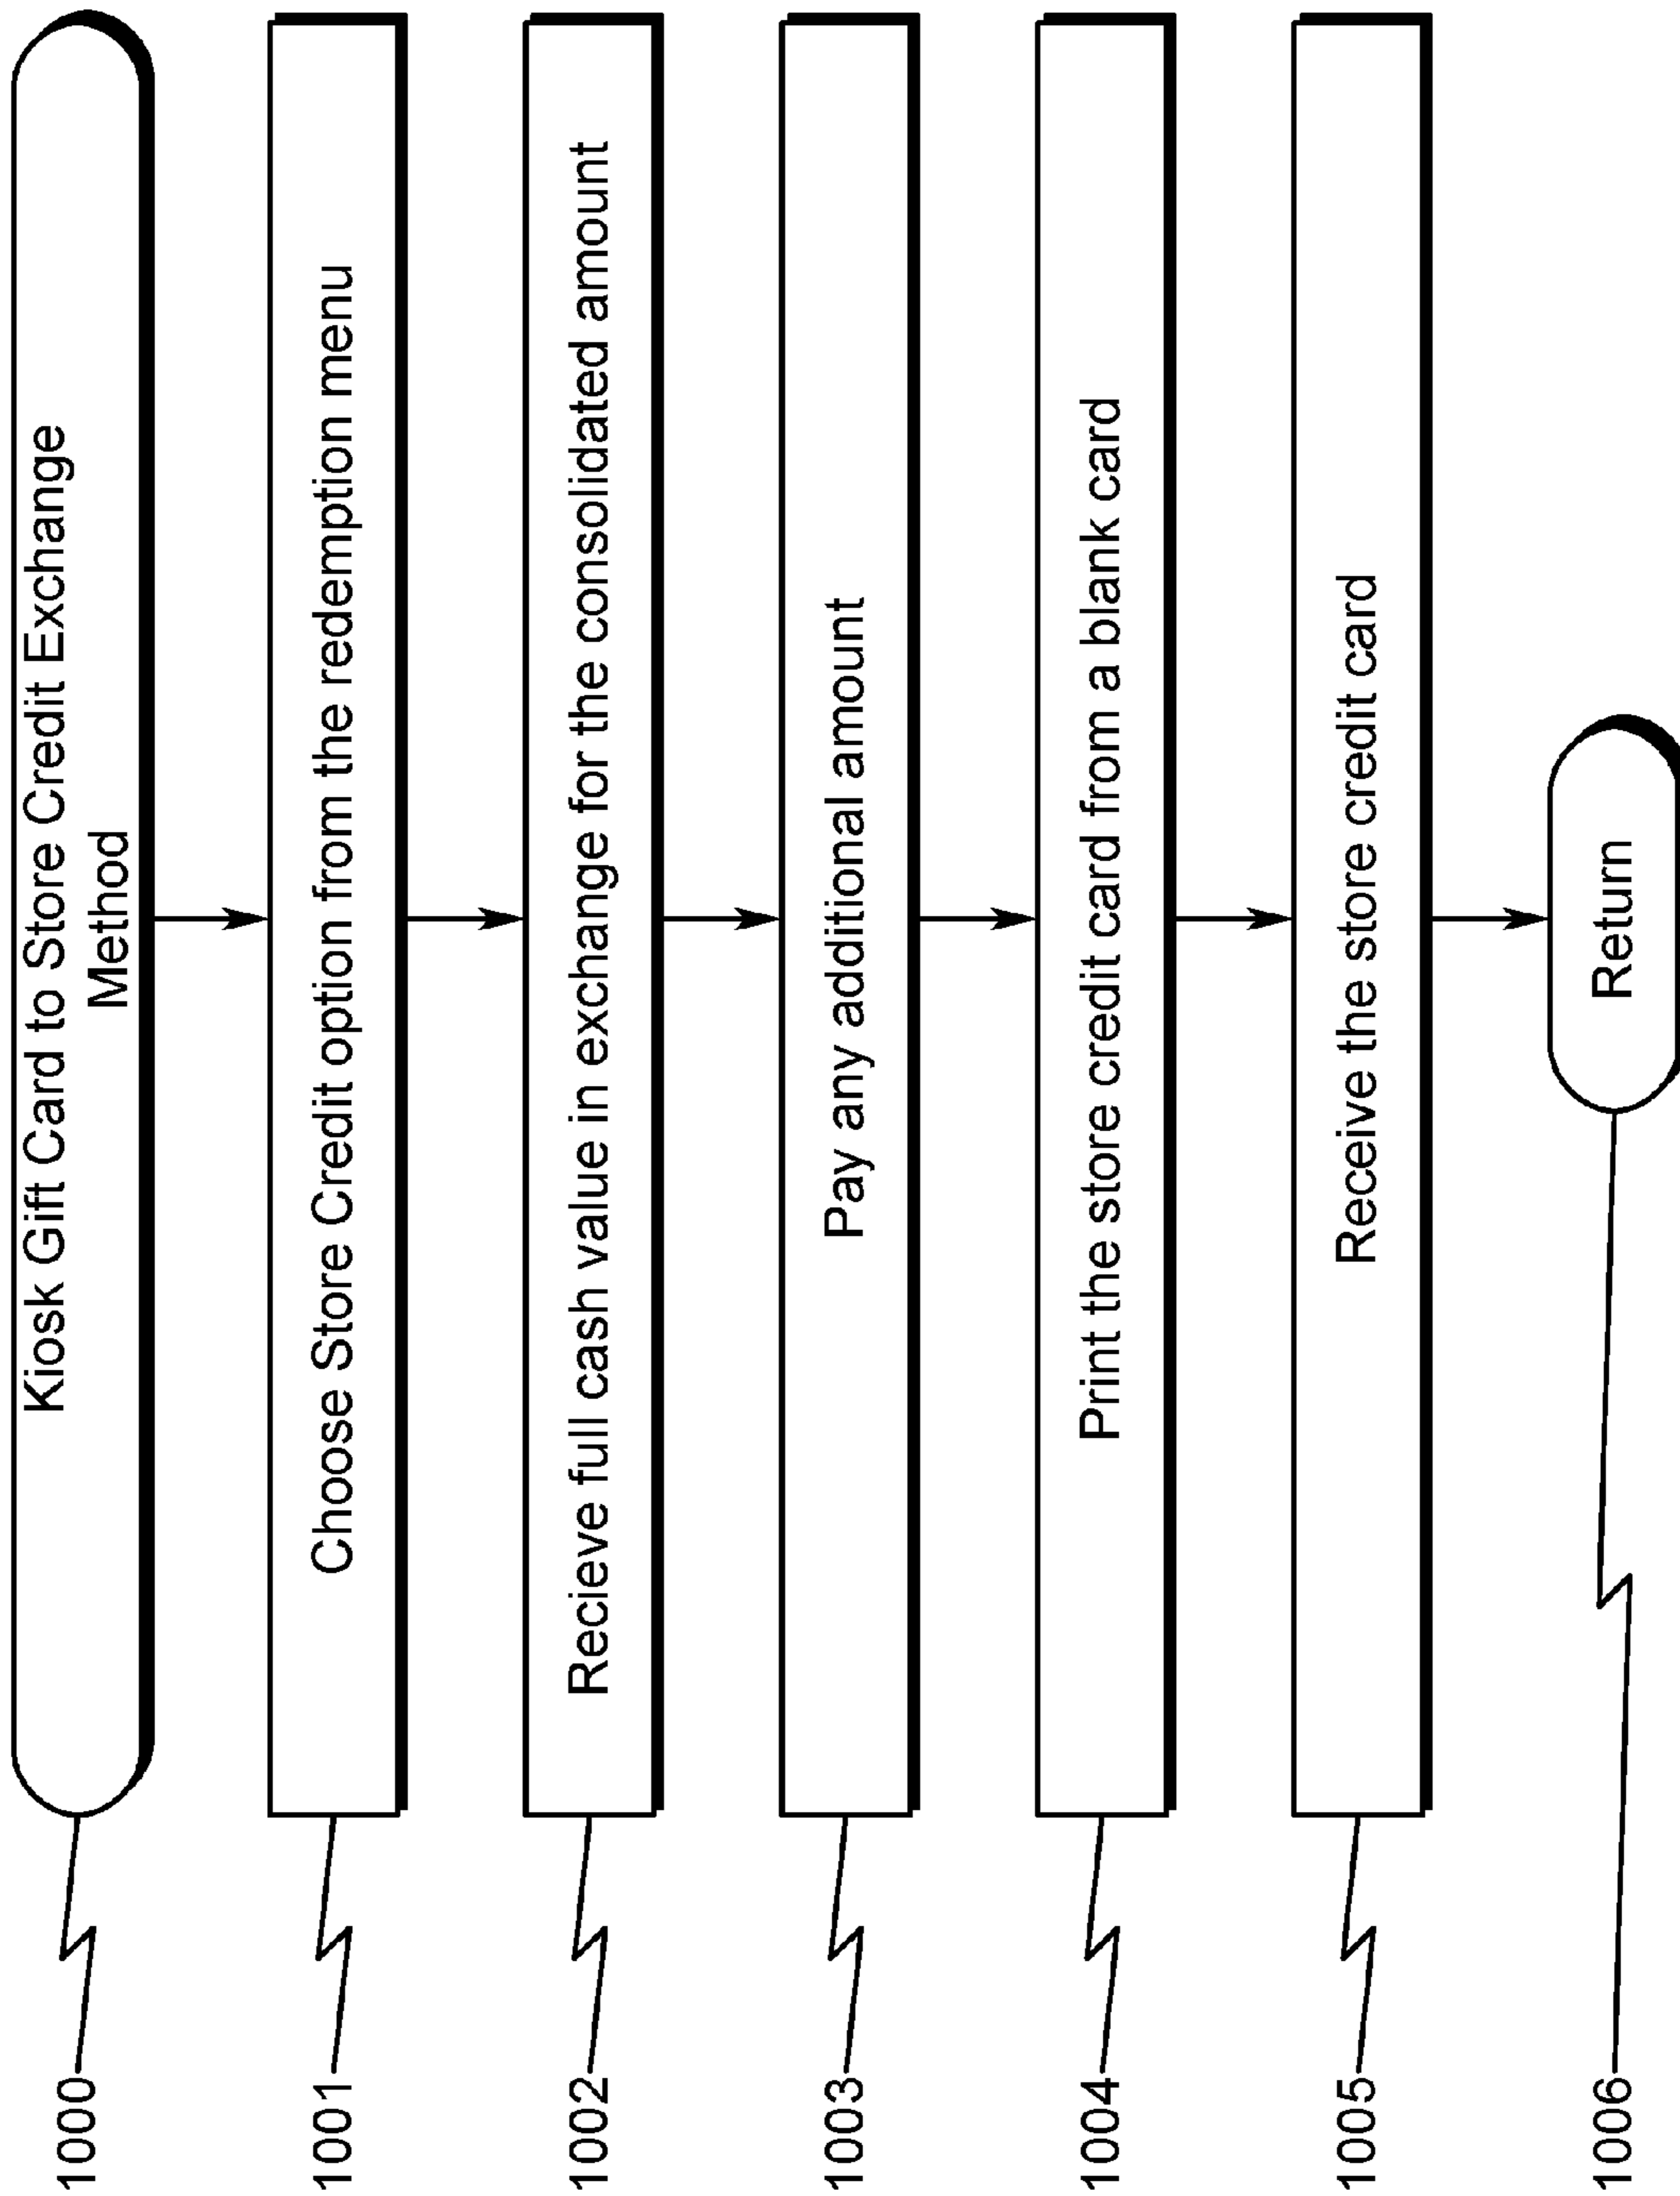 Kiosk Gift Card to Store Credit Exchange
Method
1000
Choose Store Credit option from the redemption menu
1001
Recieve full cash value in exchange for the consolidated amount
1002
Pay any additional amount
1003
Print the store credit card from a blank card
1004
Receive the store credit card
1005
Return
1006